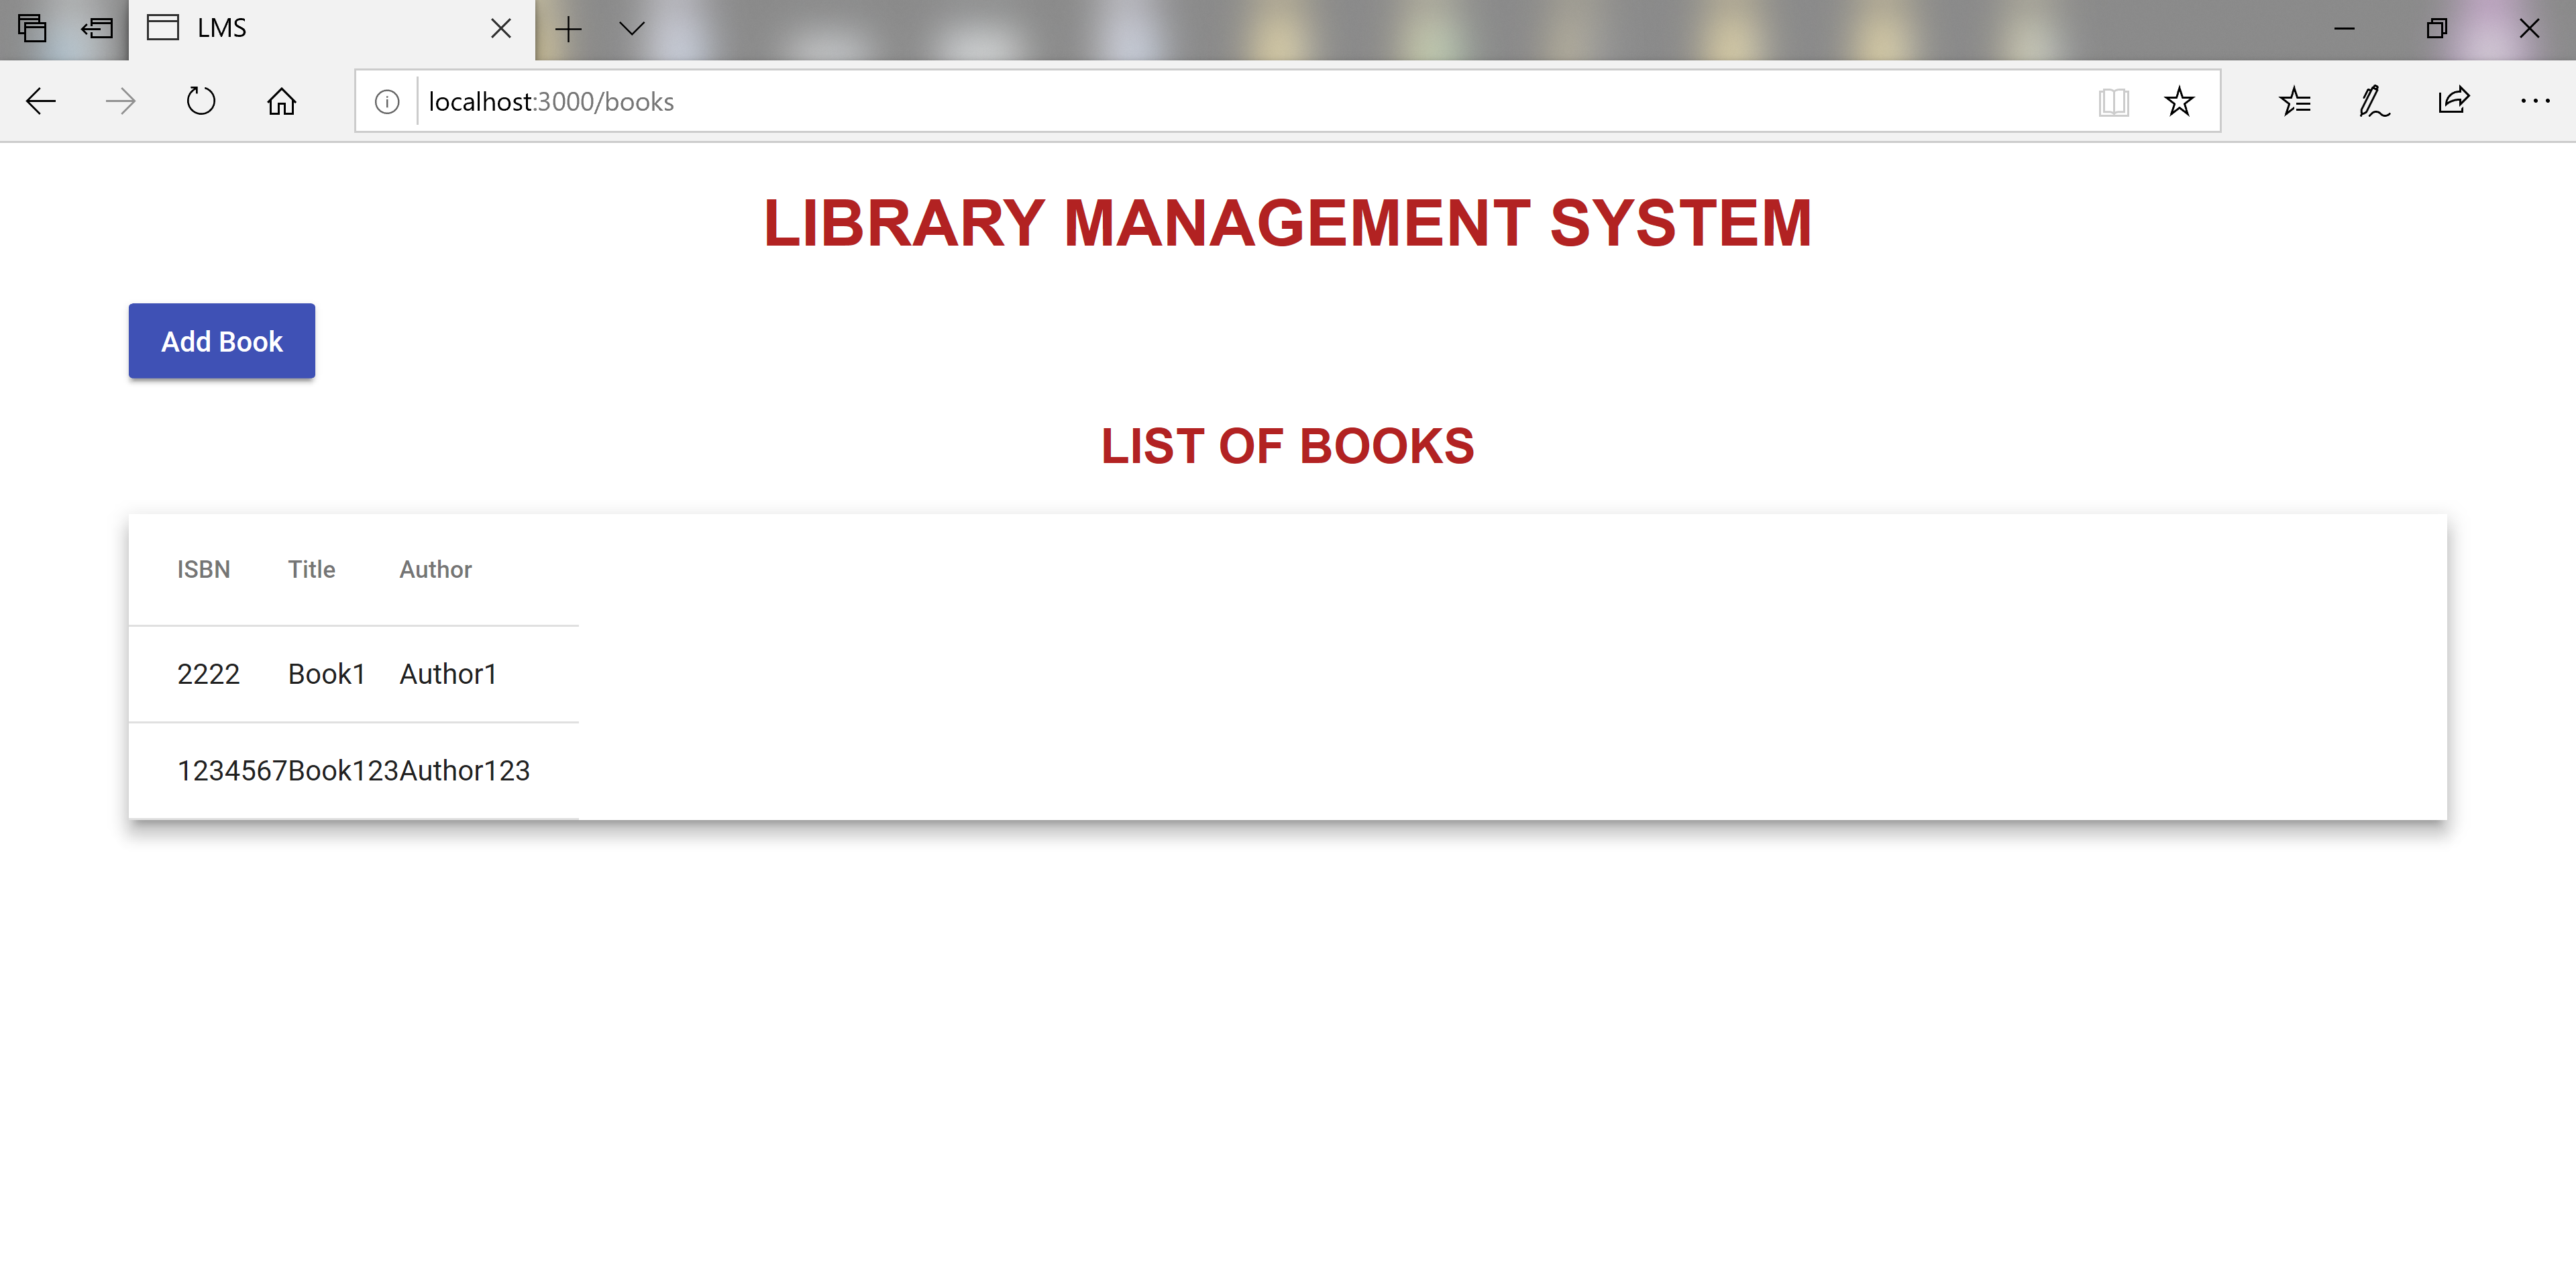 LMS
localhost:3000/books
LIBRARY MANAGEMENT SYSTEM
Add Book
LIST OF BOOKS
ISBN Title Author
2222 Book1 Author1
1234567 Book123 Author123